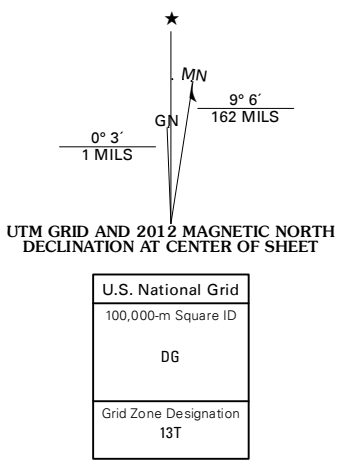 ★
MN
GN
9° 6´
162 MILS
0° 3´
1 MILS
UTM GRID AND 2012 MAGNETIC NORTH
DECLINATION AT CENTER OF SHEET
U.S. National Grid
100,000-m Square ID
DG
Grid Zone Designation
13T